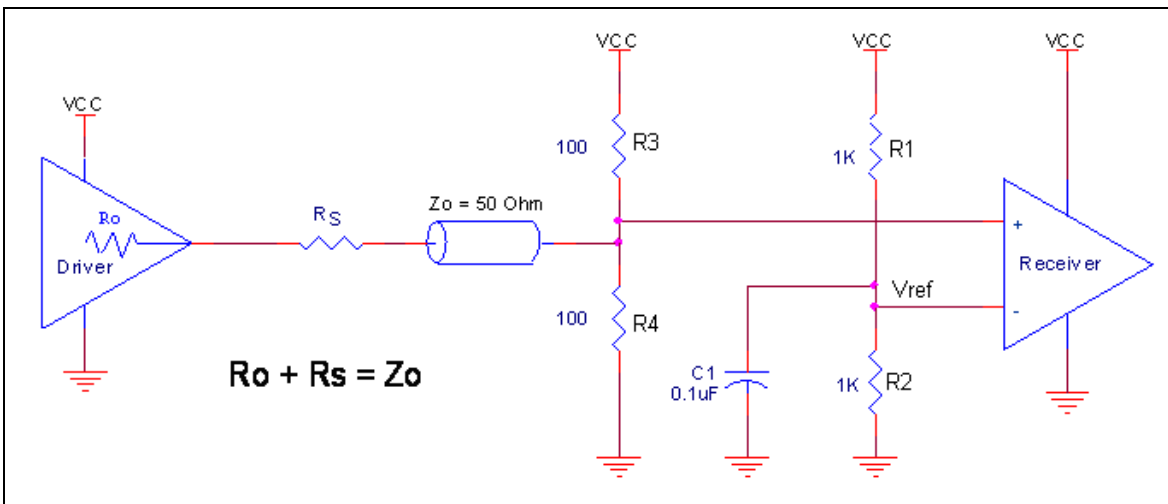 VCC
VCC
VCC
VCC
R3
100
R1
1K
Ro
Driver
RS
Zo = 50 Ohm
+
Receiver
-
Vref
100
R4
C1
0.1uF
1K
R2
Ro + Rs = Zo